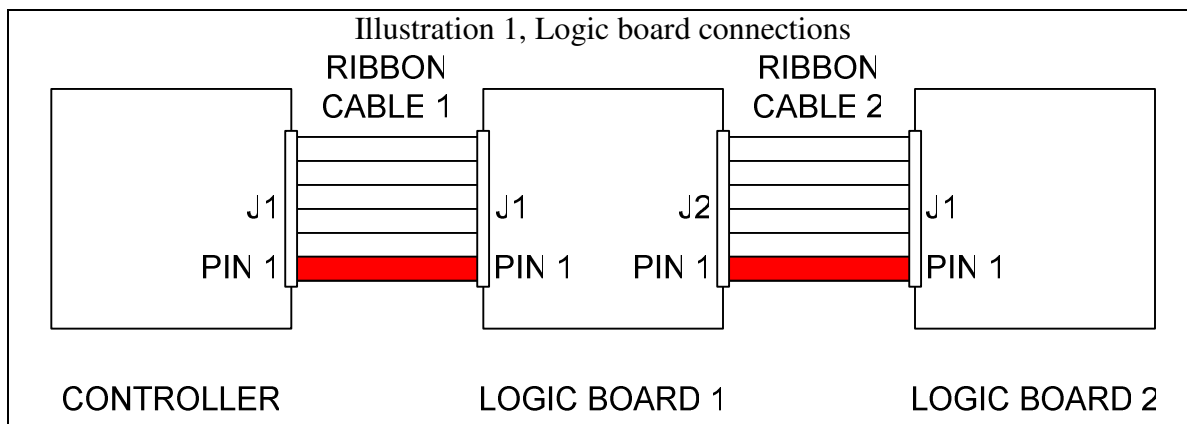 Illustration 1, Logic board connections
RIBBON
CABLE 1
RIBBON
CABLE 2
J1
J1
J2
J1
PIN 1
PIN 1
PIN 1
PIN 1
CONTROLLER
LOGIC BOARD 1
LOGIC BOARD 2